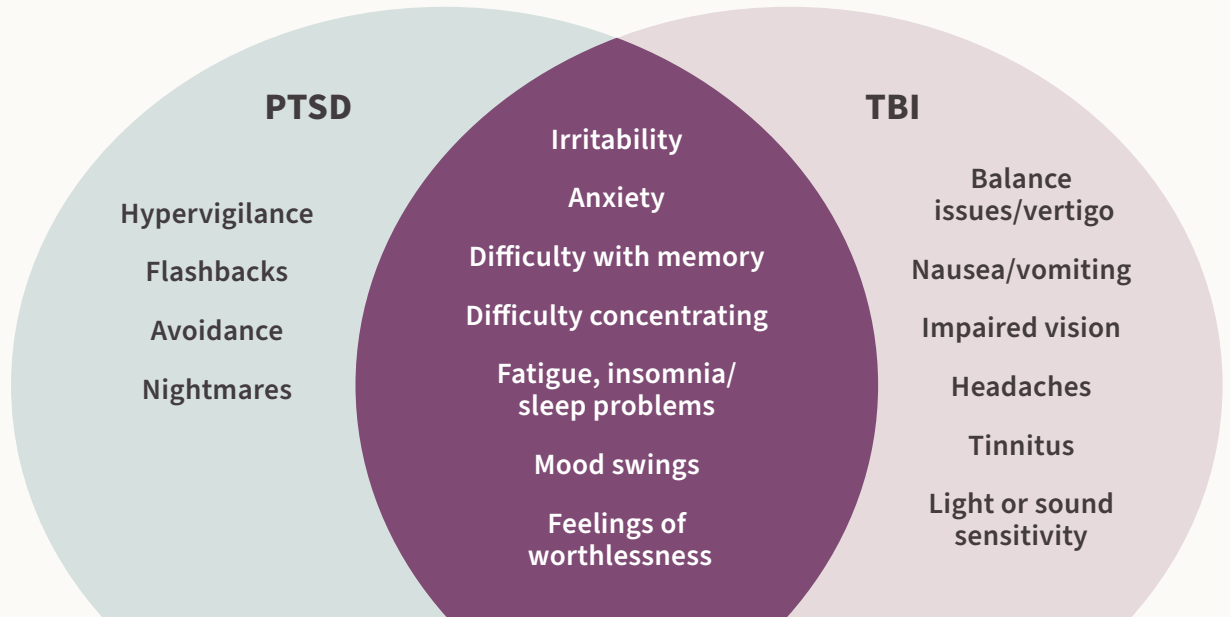 PTSD
Hypervigilance
Flashbacks
Avoidance
Nightmares
Irritability
Anxiety
Difficulty with memory
Difficulty concentrating
Fatigue, insomnia/
sleep problems
Mood swings
Feelings of
worthlessness
TBI
Balance
issues/vertigo
Nausea/vomiting
Impaired vision
Headaches
Tinnitus
Light or sound
sensitivity